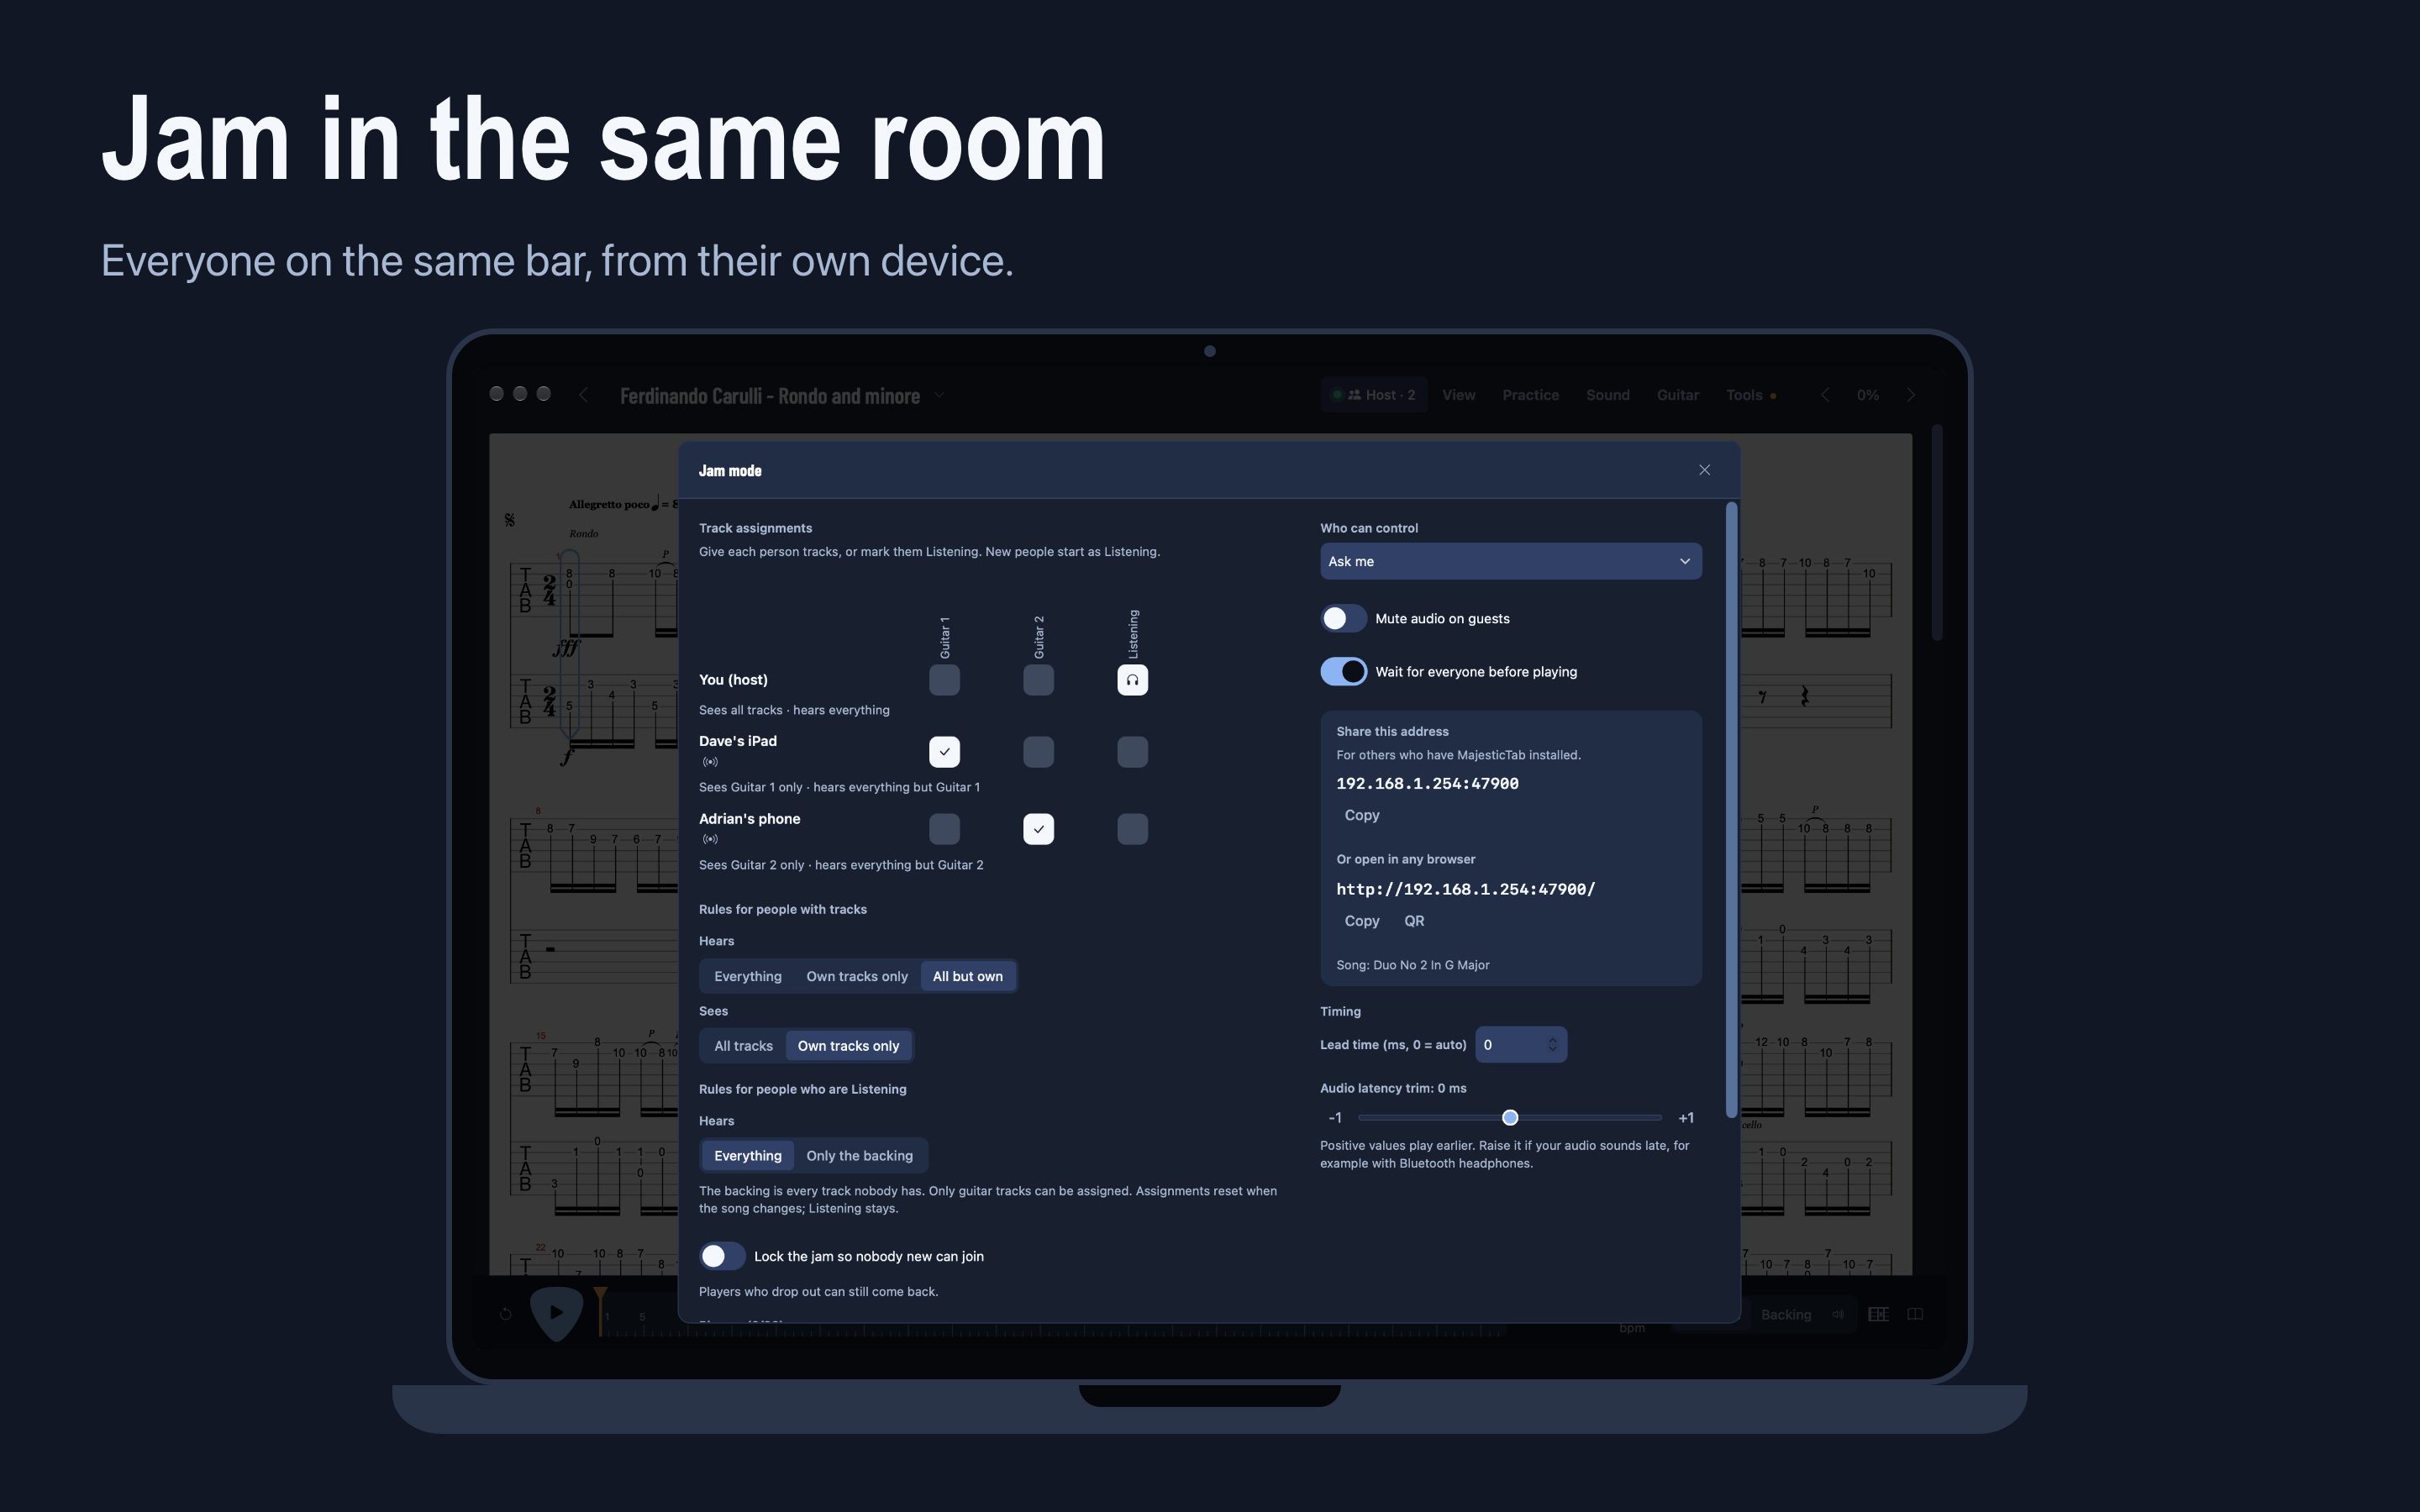 Jam in the same room
Everyone on the same bar, from their own device.
Ferdinando Carulli - Rondo and minore
Host · 2
View
Practice
Sound
Guitar
Tools
0%
Jam mode
Allegretto poco
Rondo
Track assignments
Give each person tracks, or mark them Listening. New people start as Listening.
Guitar 1
Guitar 2
Listening
You (host)
Sees all tracks · hears everything
Dave's iPad
Sees Guitar 1 only · hears everything but Guitar 1
Adrian's phone
Sees Guitar 2 only · hears everything but Guitar 2
Rules for people with tracks
Hears
Everything
Own tracks only
All but own
Sees
All tracks
Own tracks only
Rules for people who are Listening
Hears
Everything
Only the backing
The backing is every track nobody has. Only guitar tracks can be assigned. Assignments reset when
the song changes; Listening stays.
Lock the jam so nobody new can join
Players who drop out can still come back.
Who can control
Ask me
Mute audio on guests
Wait for everyone before playing
Share this address
For others who have MajesticTab installed.
192.168.1.254:47900
Copy
Or open in any browser
http://192.168.1.254:47900/
Copy
QR
Song: Duo No 2 In G Major
Timing
Lead time (ms, 0 = auto)
0
Audio latency trim: 0 ms
-1
+1
Positive values play earlier. Raise it if your audio sounds late, for
example with Bluetooth headphones.
1
5
bpm
Backing